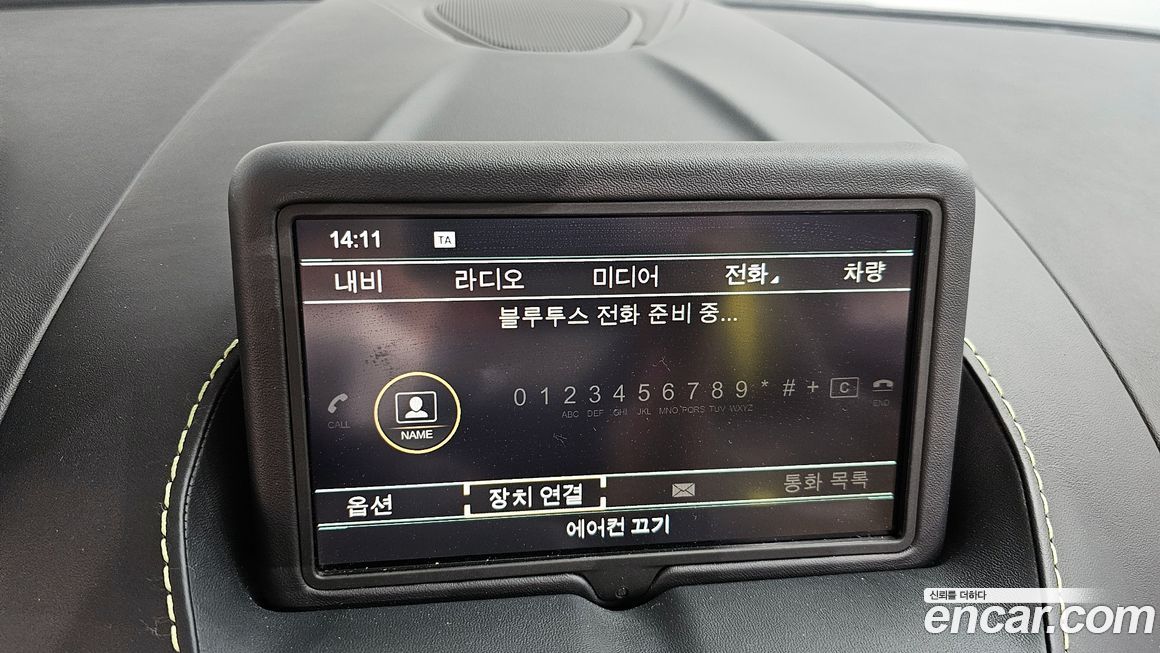 14:11 TA
내비 라디오 미디어 전화 차량
블루투스 전화 준비 중...
0 1 2 3 4 5 6 7 8 9 * # + C
ABC DEF GHI JKL MNO PQRS TUV WXYZ
CALL NAME END
옵션 장치 연결 통화 목록
에어컨 끄기
신뢰를 더하다
encar.com